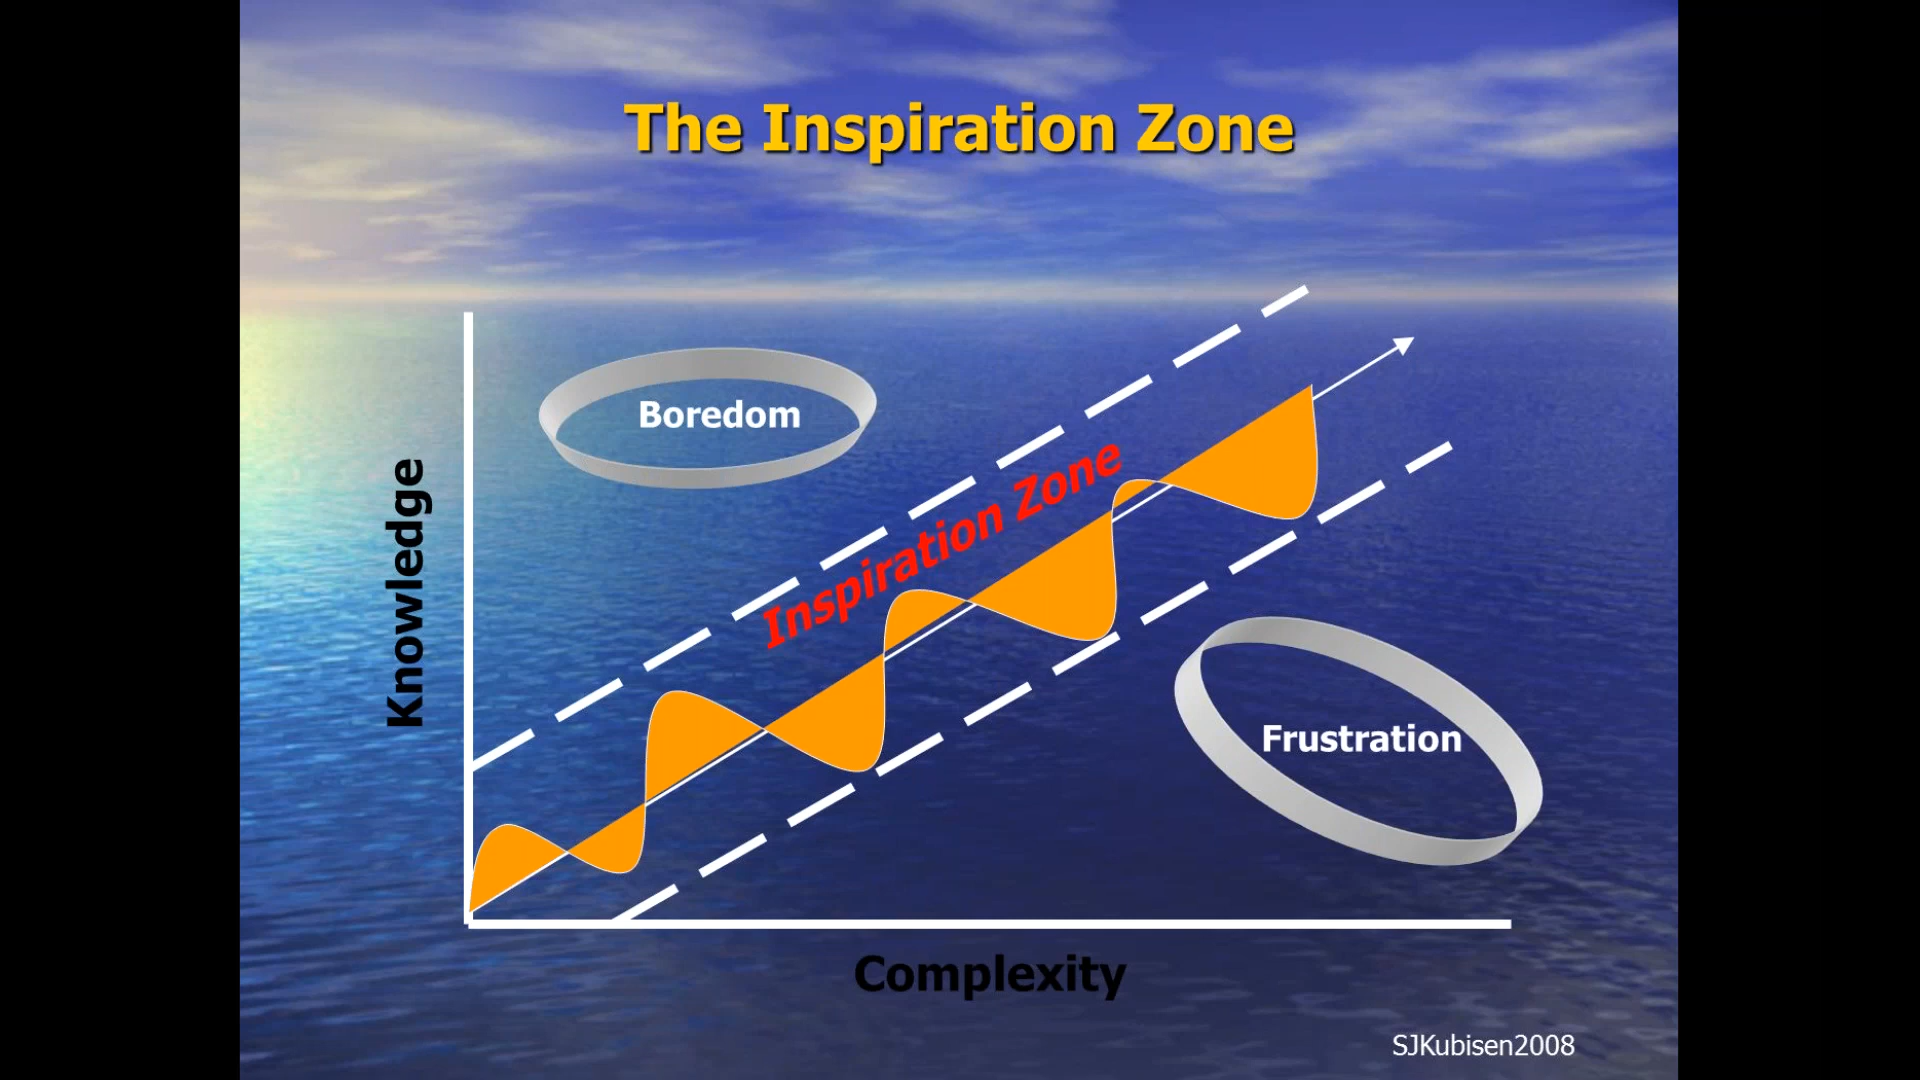 The Inspiration Zone
Boredom
Inspiration Zone
Knowledge
Frustration
Complexity
SJKubisen2008